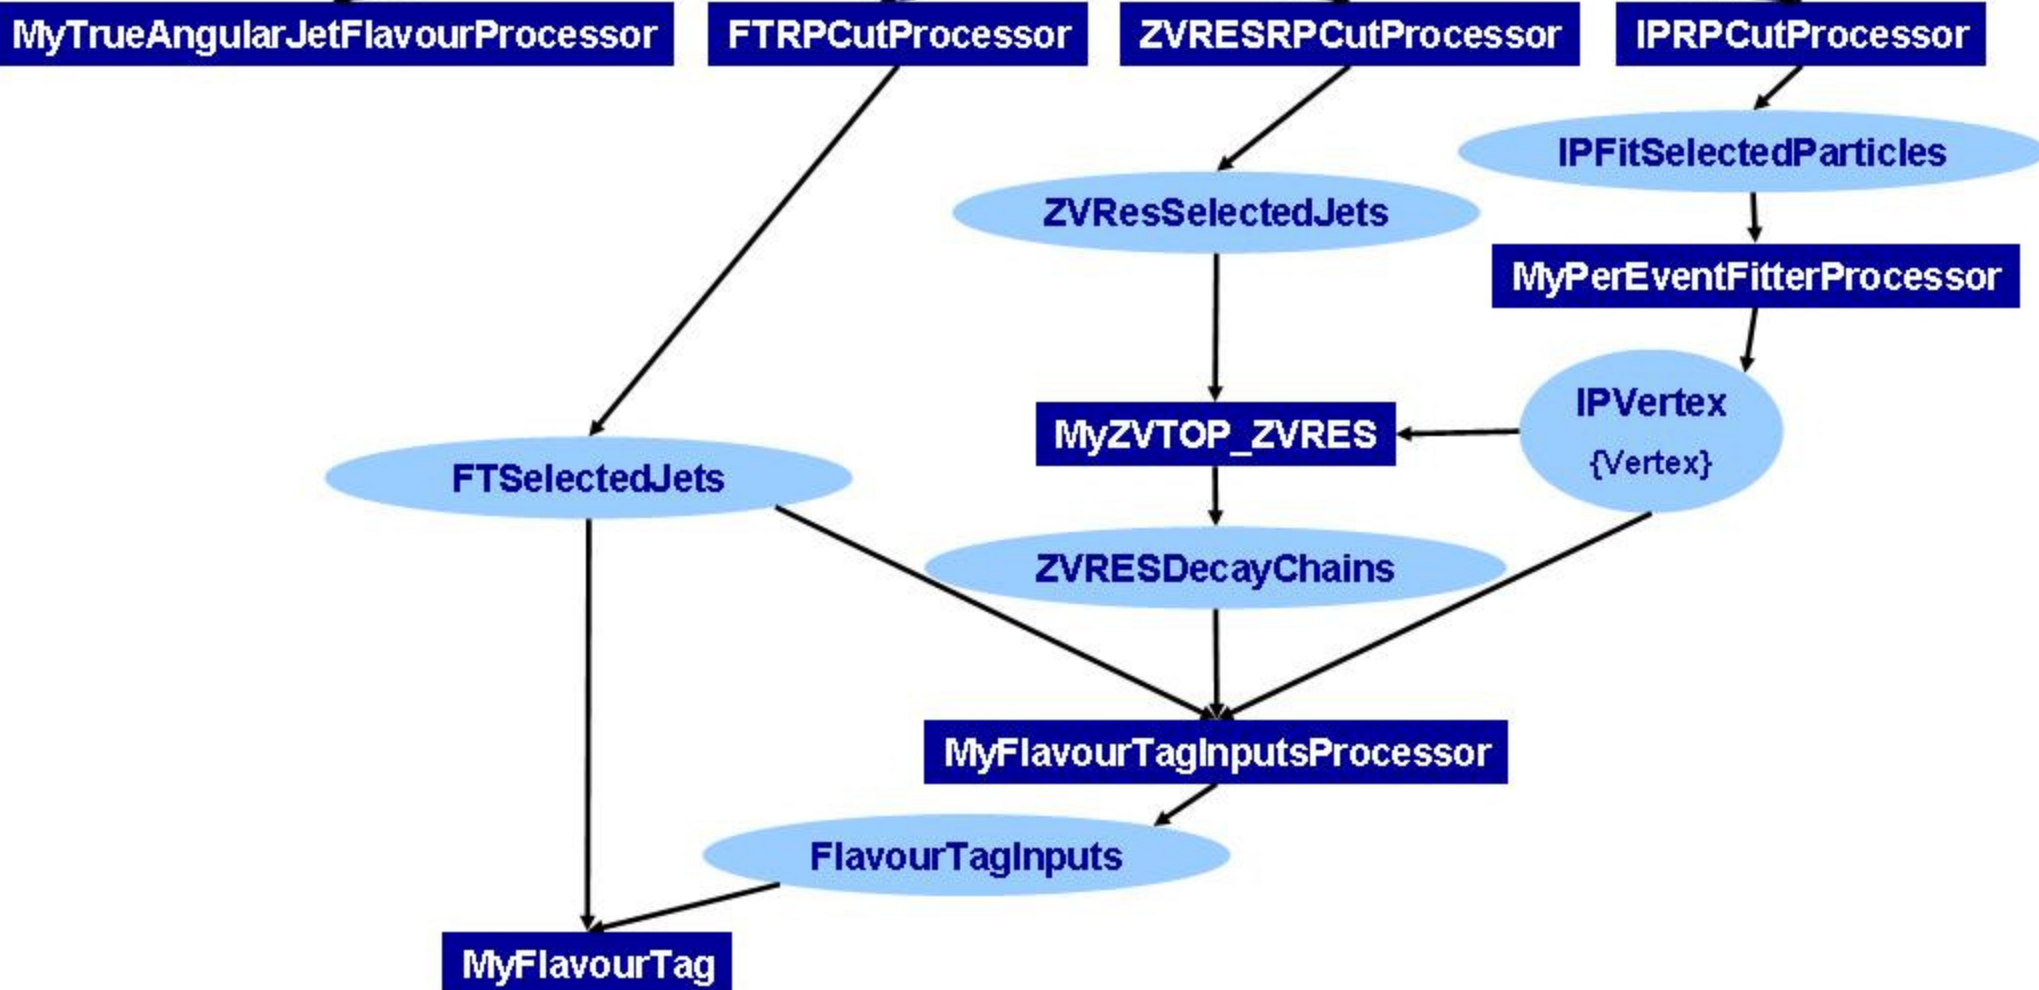 MyTrueAngularJetFlavourProcessor
FTRPCutProcessor
ZVRESRPCutProcessor
IPRPCutProcessor
IPFitSelectedParticles
ZVResSelectedJets
MyPerEventFitterProcessor
IPVertex
{Vertex}
MyZVTOP_ZVRES
FTSelectedJets
ZVRESDecayChains
MyFlavourTagInputsProcessor
FlavourTagInputs
MyFlavourTag